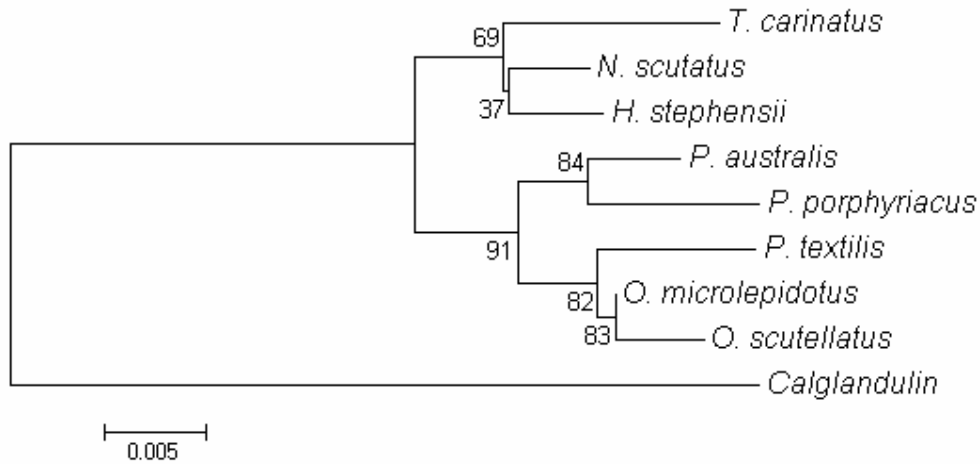 T. carinatus
69
N. scutatus
37
H. stephensii
P. australis
84
P. porphyriacus
91
P. textilis
O. microlepidotus
82
83
O. scutellatus
Calglandulin
0.005